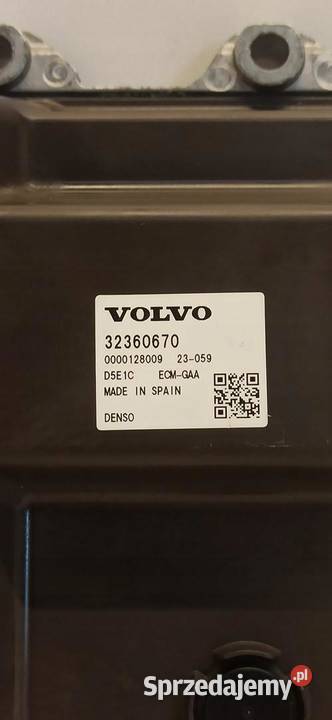 VOLVO
32360670
0000128009 23-059
D5E1C ECM-GAA
MADE IN SPAIN
DENSO
Sprzedajemy.pl